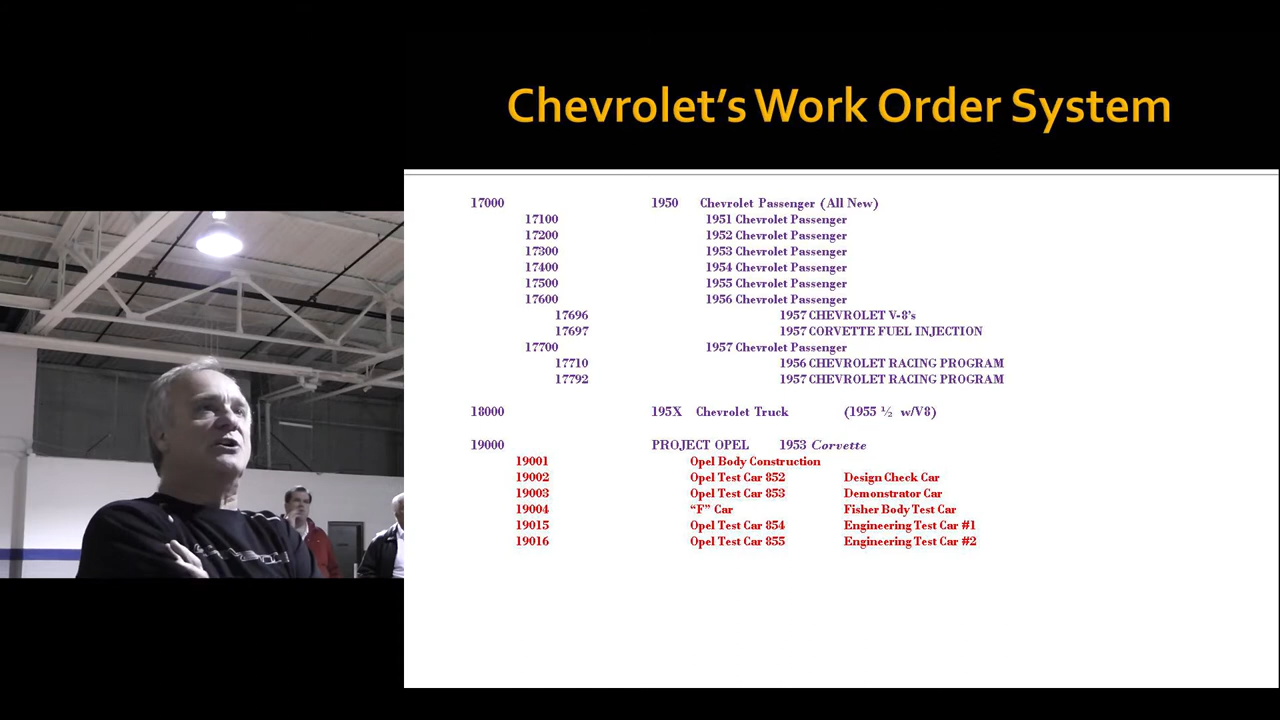 Chevrolet's Work Order System
17000 1950 Chevrolet Passenger (All New)
17100 1951 Chevrolet Passenger
17200 1952 Chevrolet Passenger
17300 1953 Chevrolet Passenger
17400 1954 Chevrolet Passenger
17500 1955 Chevrolet Passenger
17600 1956 Chevrolet Passenger
17696 1957 CHEVROLET V-8's
17697 1957 CORVETTE FUEL INJECTION
17700 1957 Chevrolet Passenger
17710 1956 CHEVROLET RACING PROGRAM
17792 1957 CHEVROLET RACING PROGRAM
18000 195X Chevrolet Truck (1955 ½ w/V8)
19000 PROJECT OPEL 1953 Corvette
19001 Opel Body Construction
19002 Opel Test Car 852 Design Check Car
19003 Opel Test Car 853 Demonstrator Car
19004 “F” Car Fisher Body Test Car
19015 Opel Test Car 854 Engineering Test Car #1
19016 Opel Test Car 855 Engineering Test Car #2